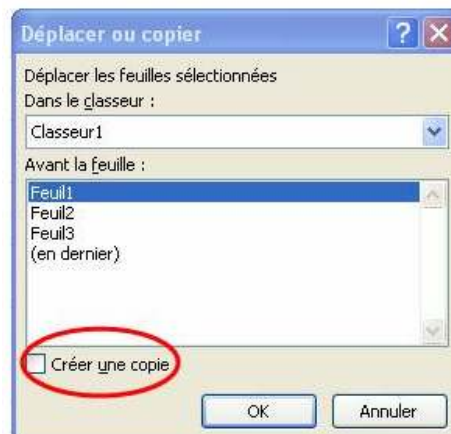 Déplacer ou copier
Déplacer les feuilles sélectionnées
Dans le classeur :
Classeur1
Avant la feuille :
Feuil1
Feuil2
Feuil3
(en dernier)
Créer une copie
OK Annuler